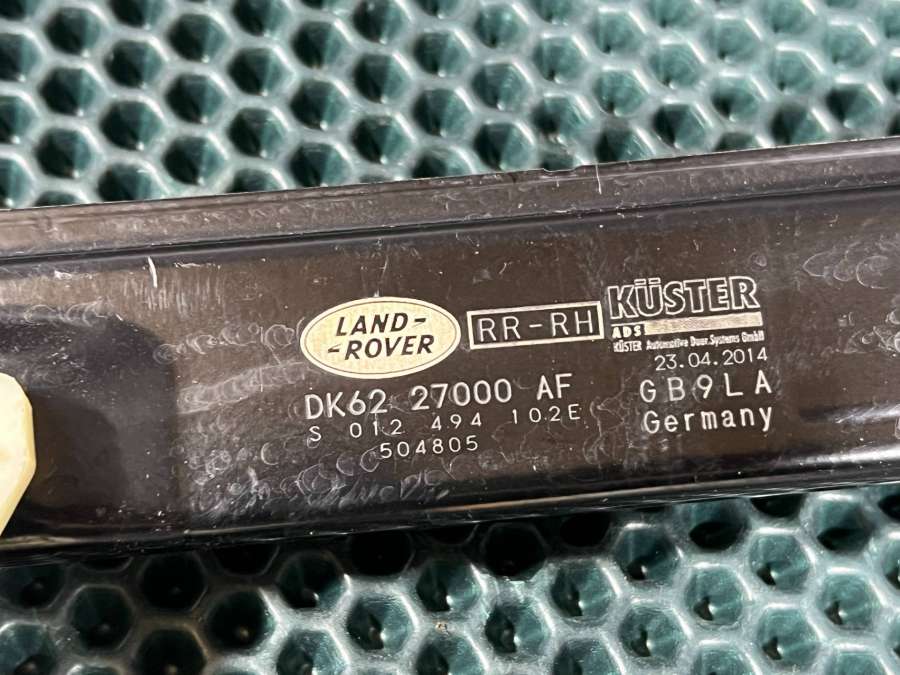 LAND-
-ROVER
RR-RH
KÜSTER
ADS
KÜSTER Automotive Door Systems GmbH
23.04.2014
GB9LA
Germany
DK62 27000 AF
S 012 494 102E
504805